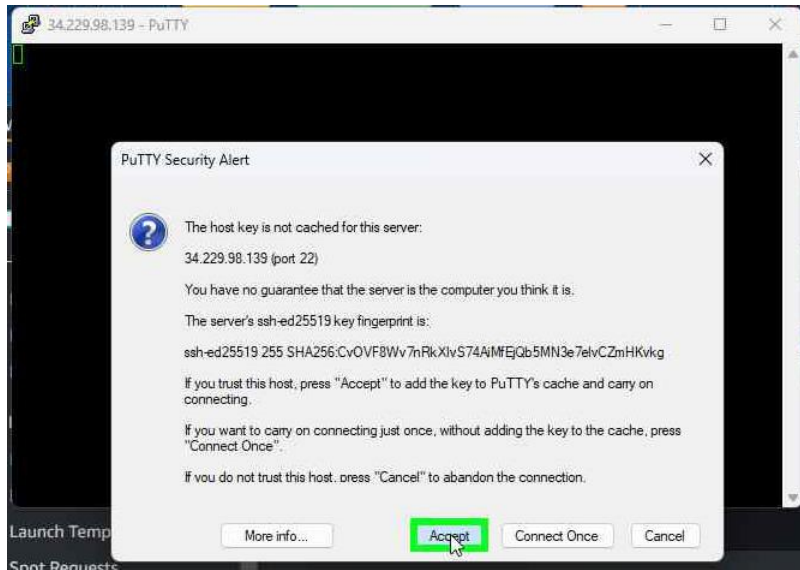 34.229.98.139 - PuTTY
PuTTY Security Alert
The host key is not cached for this server:
34.229.98.139 (port 22)
You have no guarantee that the server is the computer you think it is.
The server's ssh-ed25519 key fingerprint is:
ssh-ed25519 255 SHA256:CvOVF8Wv7nRkXIvS74AiMfEjQb5MN3e7elvCZmHKvkg
If you trust this host, press "Accept" to add the key to PuTTY's cache and carry on
connecting.
If you want to carry on connecting just once, without adding the key to the cache, press
"Connect Once".
If you do not trust this host, press "Cancel" to abandon the connection.
More info... Accept Connect Once Cancel
Launch Temp
Spot Requests